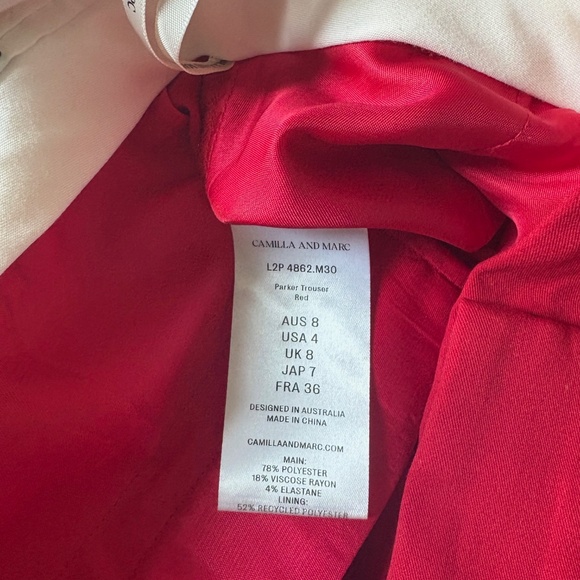 CAMILLA AND MARC
L2P 4862.M30
Parker Trouser
Red
AUS 8
USA 4
UK 8
JAP 7
FRA 36
DESIGNED IN AUSTRALIA
MADE IN CHINA
CAMILLAANDMARC.COM
MAIN:
78% POLYESTER
18% VISCOSE RAYON
4% ELASTANE
LINING:
52% RECYCLED POLYESTER